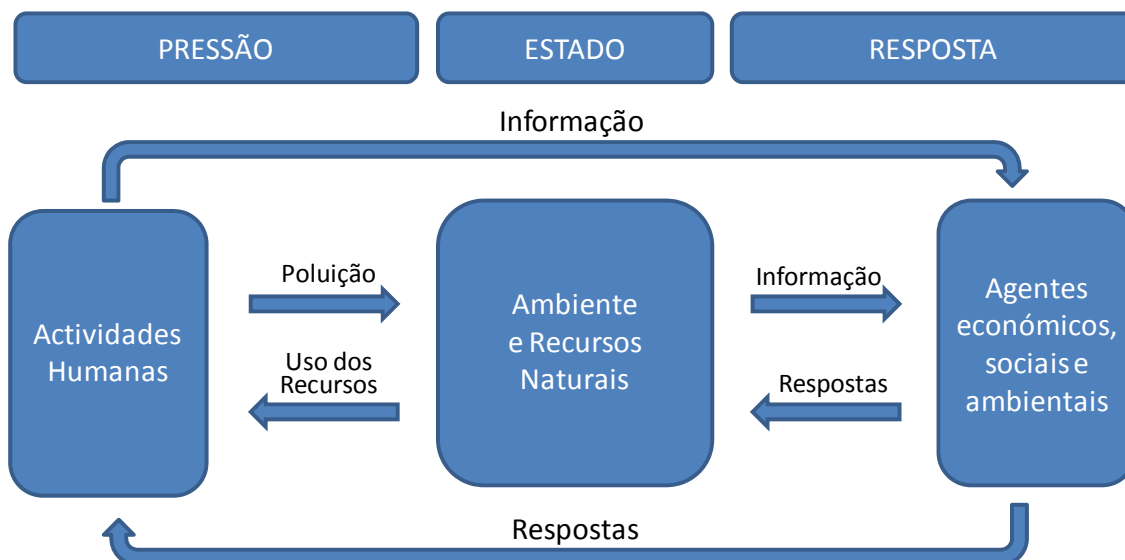 PRESSÃO
ESTADO
RESPOSTA
Informação
Actividades
Humanas
Poluição
Uso dos
Recursos
Ambiente
e Recursos
Naturais
Informação
Respostas
Agentes
económicos,
sociais e
ambientais
Respostas